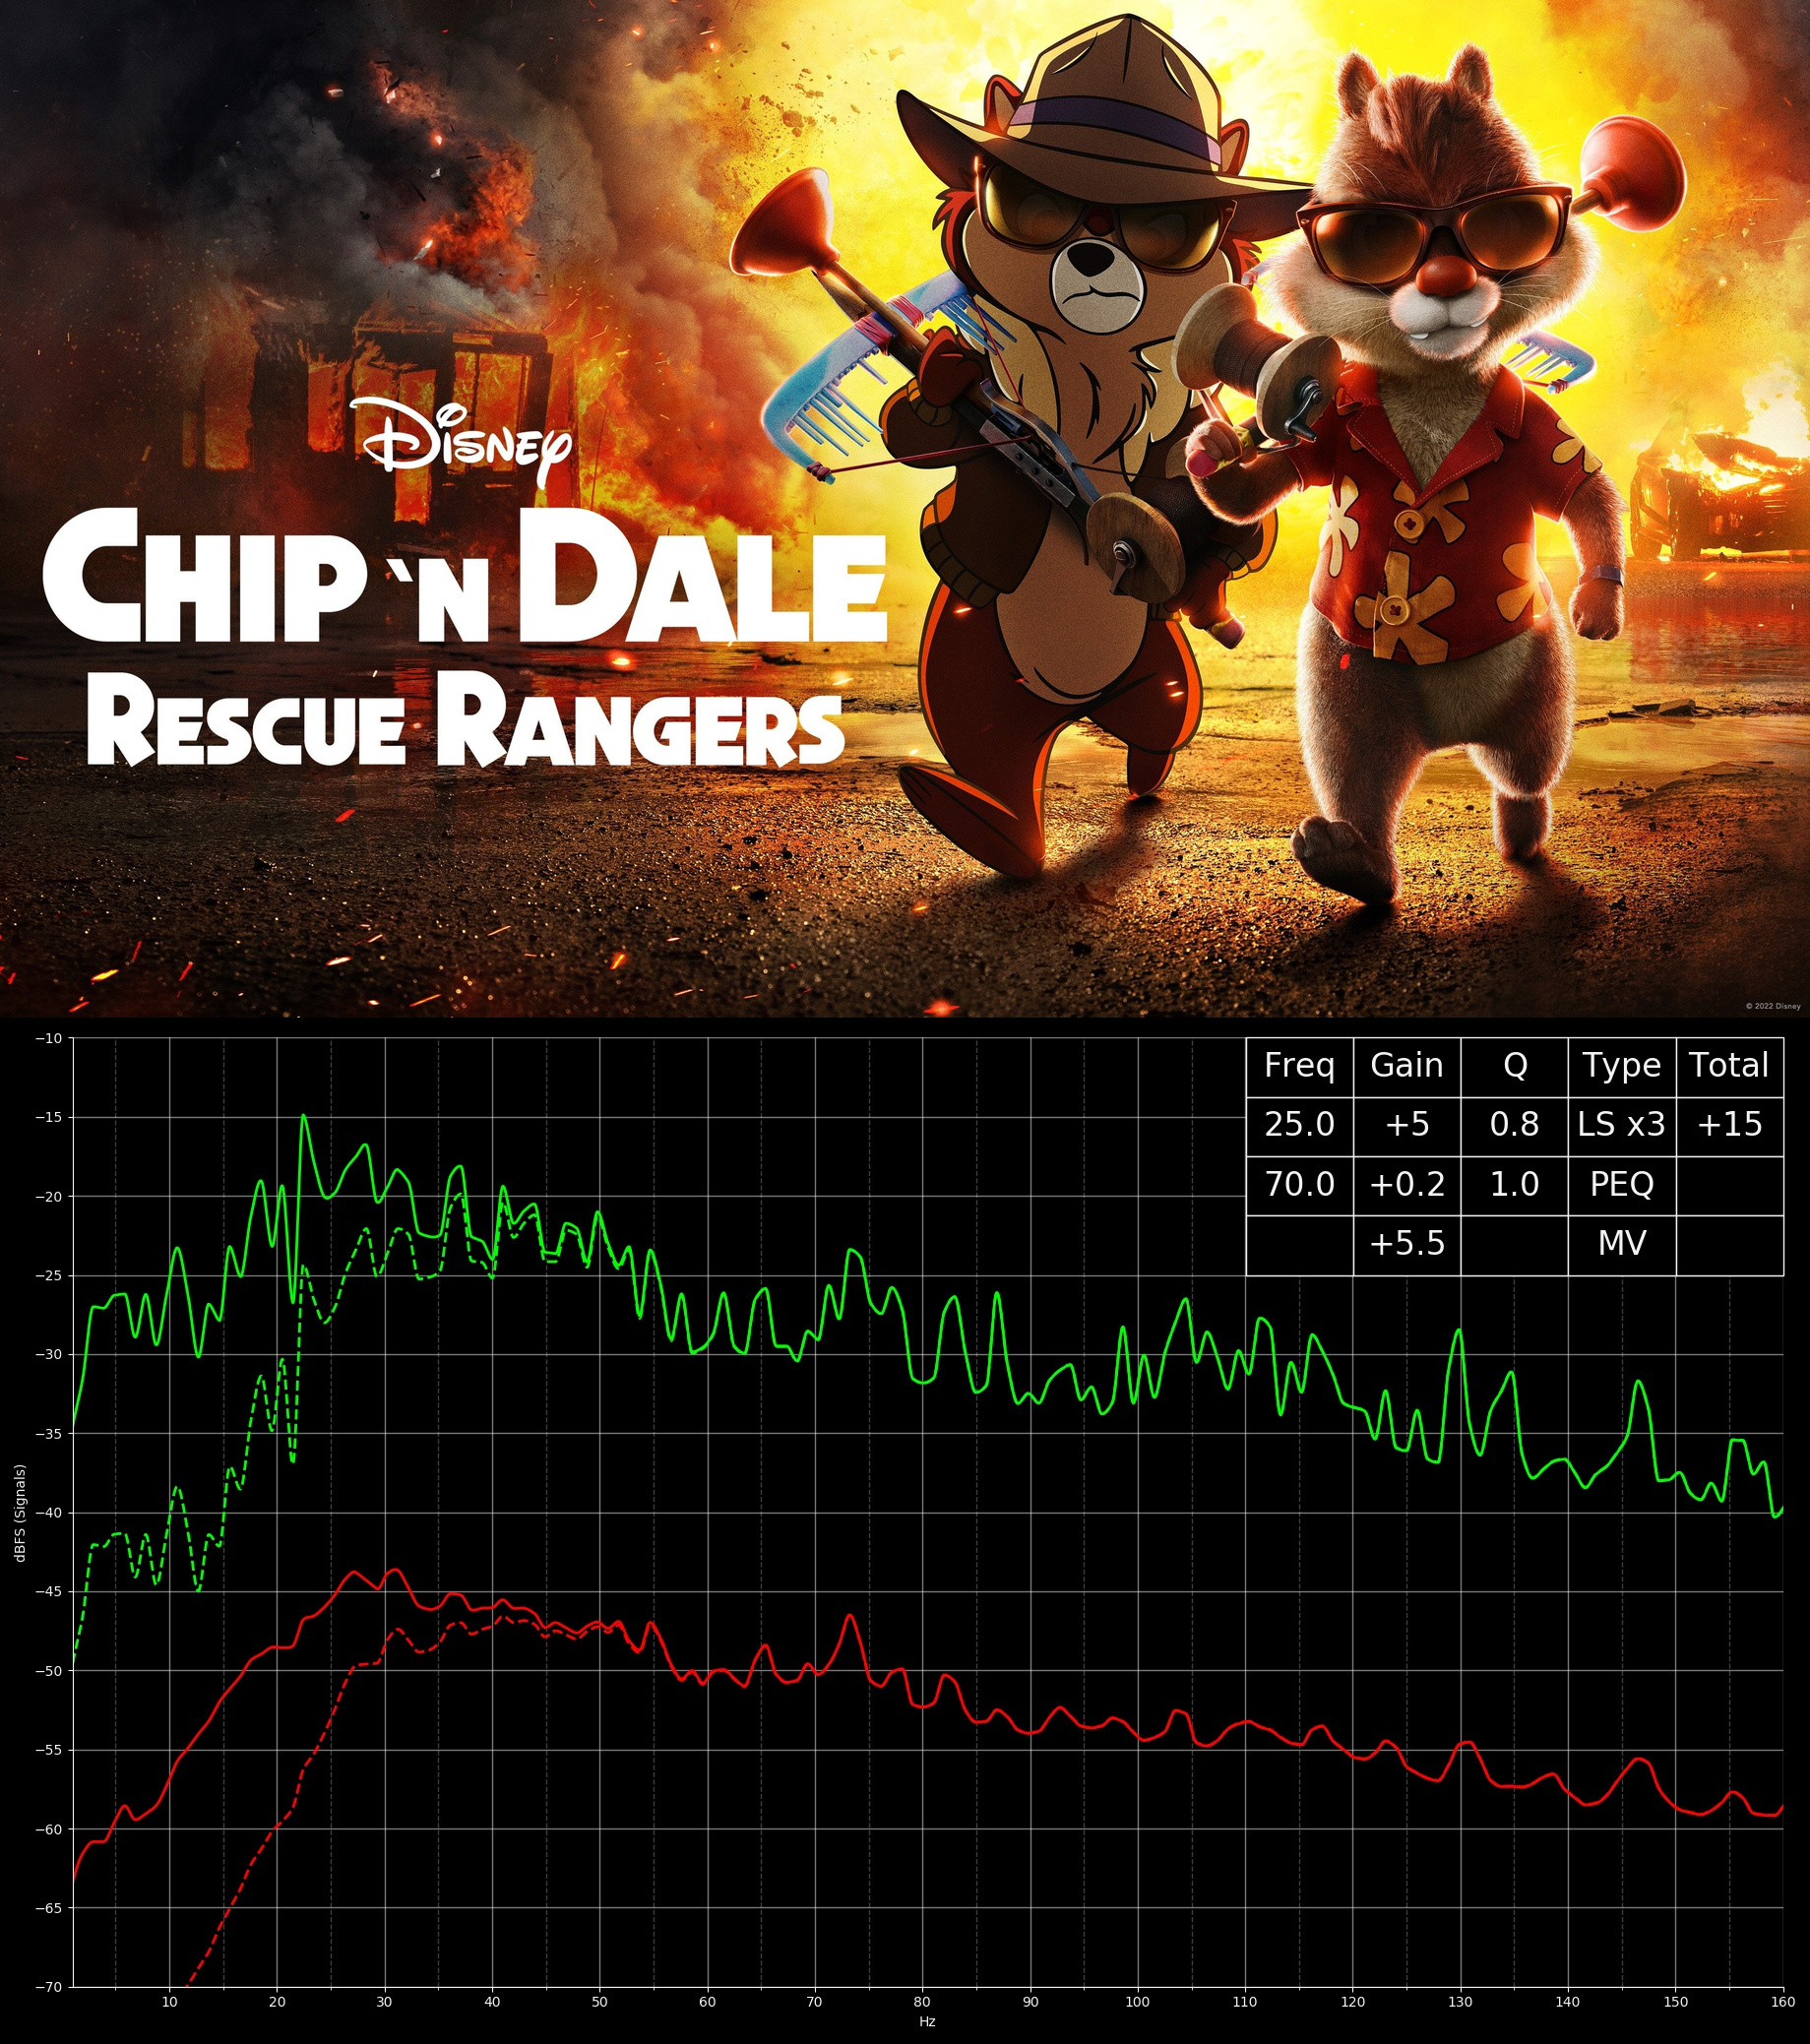 DISNEY
CHIP 'N DALE
RESCUE RANGERS
© 2022 Disney
Freq Gain Q Type Total
25.0 +5 0.8 LS x3 +15
70.0 +0.2 1.0 PEQ
+5.5 MV
−10
−15
−20
−25
−30
−35
−40
−45
−50
−55
−60
−65
−70
dBFS (Signals)
10 20 30 40 50 60 70 80 90 100 110 120 130 140 150 160
Hz